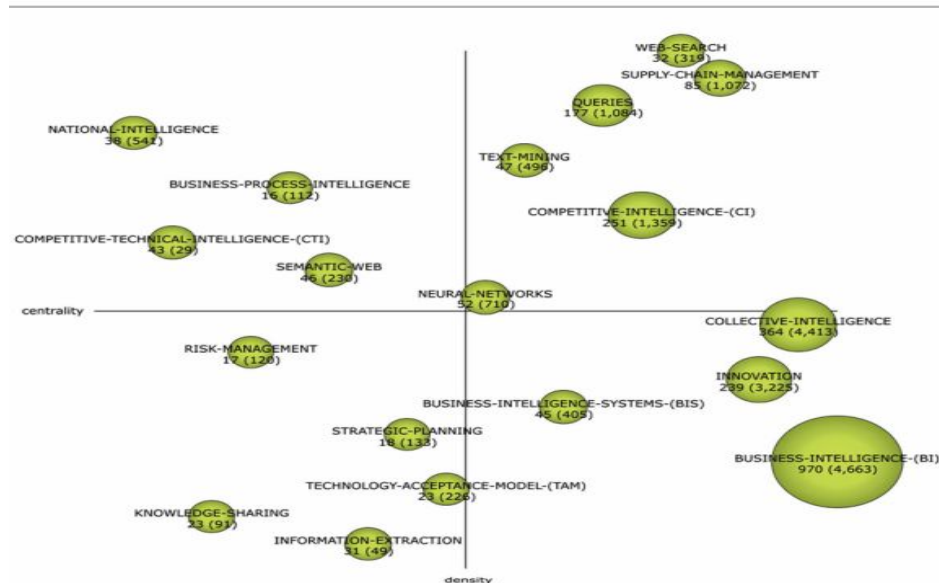 WEB-SEARCH
32 (319)
SUPPLY-CHAIN-MANAGEMENT
85 (1,072)
QUERIES
177 (1,084)
NATIONAL-INTELLIGENCE
38 (541)
TEXT-MINING
47 (496)
BUSINESS-PROCESS-INTELLIGENCE
16 (112)
COMPETITIVE-INTELLIGENCE-(CI)
251 (1,359)
COMPETITIVE-TECHNICAL-INTELLIGENCE-(CTI)
43 (29)
SEMANTIC-WEB
46 (230)
NEURAL-NETWORKS
52 (710)
centrality
COLLECTIVE-INTELLIGENCE
364 (4,413)
RISK-MANAGEMENT
17 (120)
INNOVATION
239 (3,225)
BUSINESS-INTELLIGENCE-SYSTEMS-(BIS)
45 (405)
STRATEGIC-PLANNING
18 (133)
BUSINESS-INTELLIGENCE-(BI)
970 (4,663)
TECHNOLOGY-ACCEPTANCE-MODEL-(TAM)
23 (226)
KNOWLEDGE-SHARING
23 (91)
INFORMATION-EXTRACTION
31 (49)
density